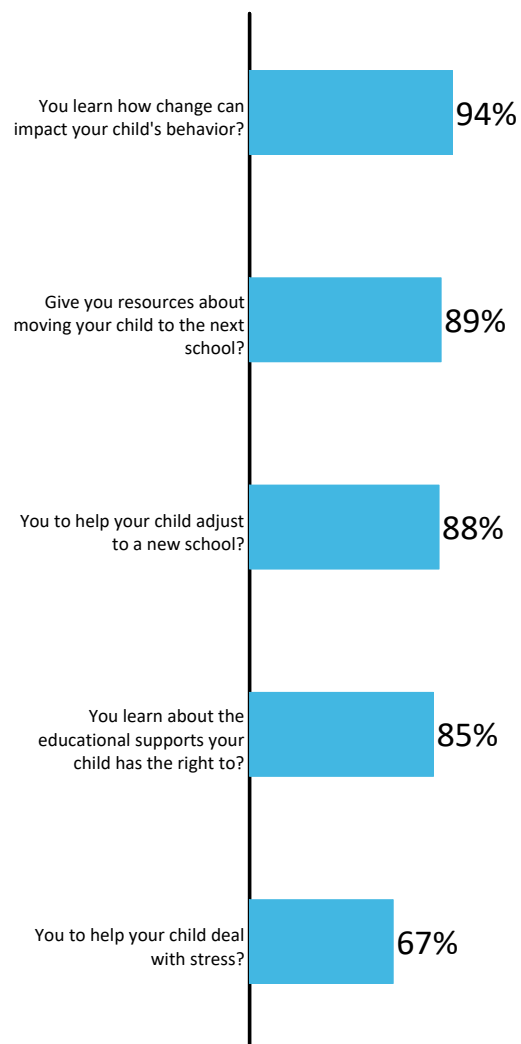 You learn how change can
impact your child's behavior?
94%
Give you resources about
moving your child to the next
school?
89%
You to help your child adjust
to a new school?
88%
You learn about the
educational supports your
child has the right to?
85%
You to help your child deal
with stress?
67%